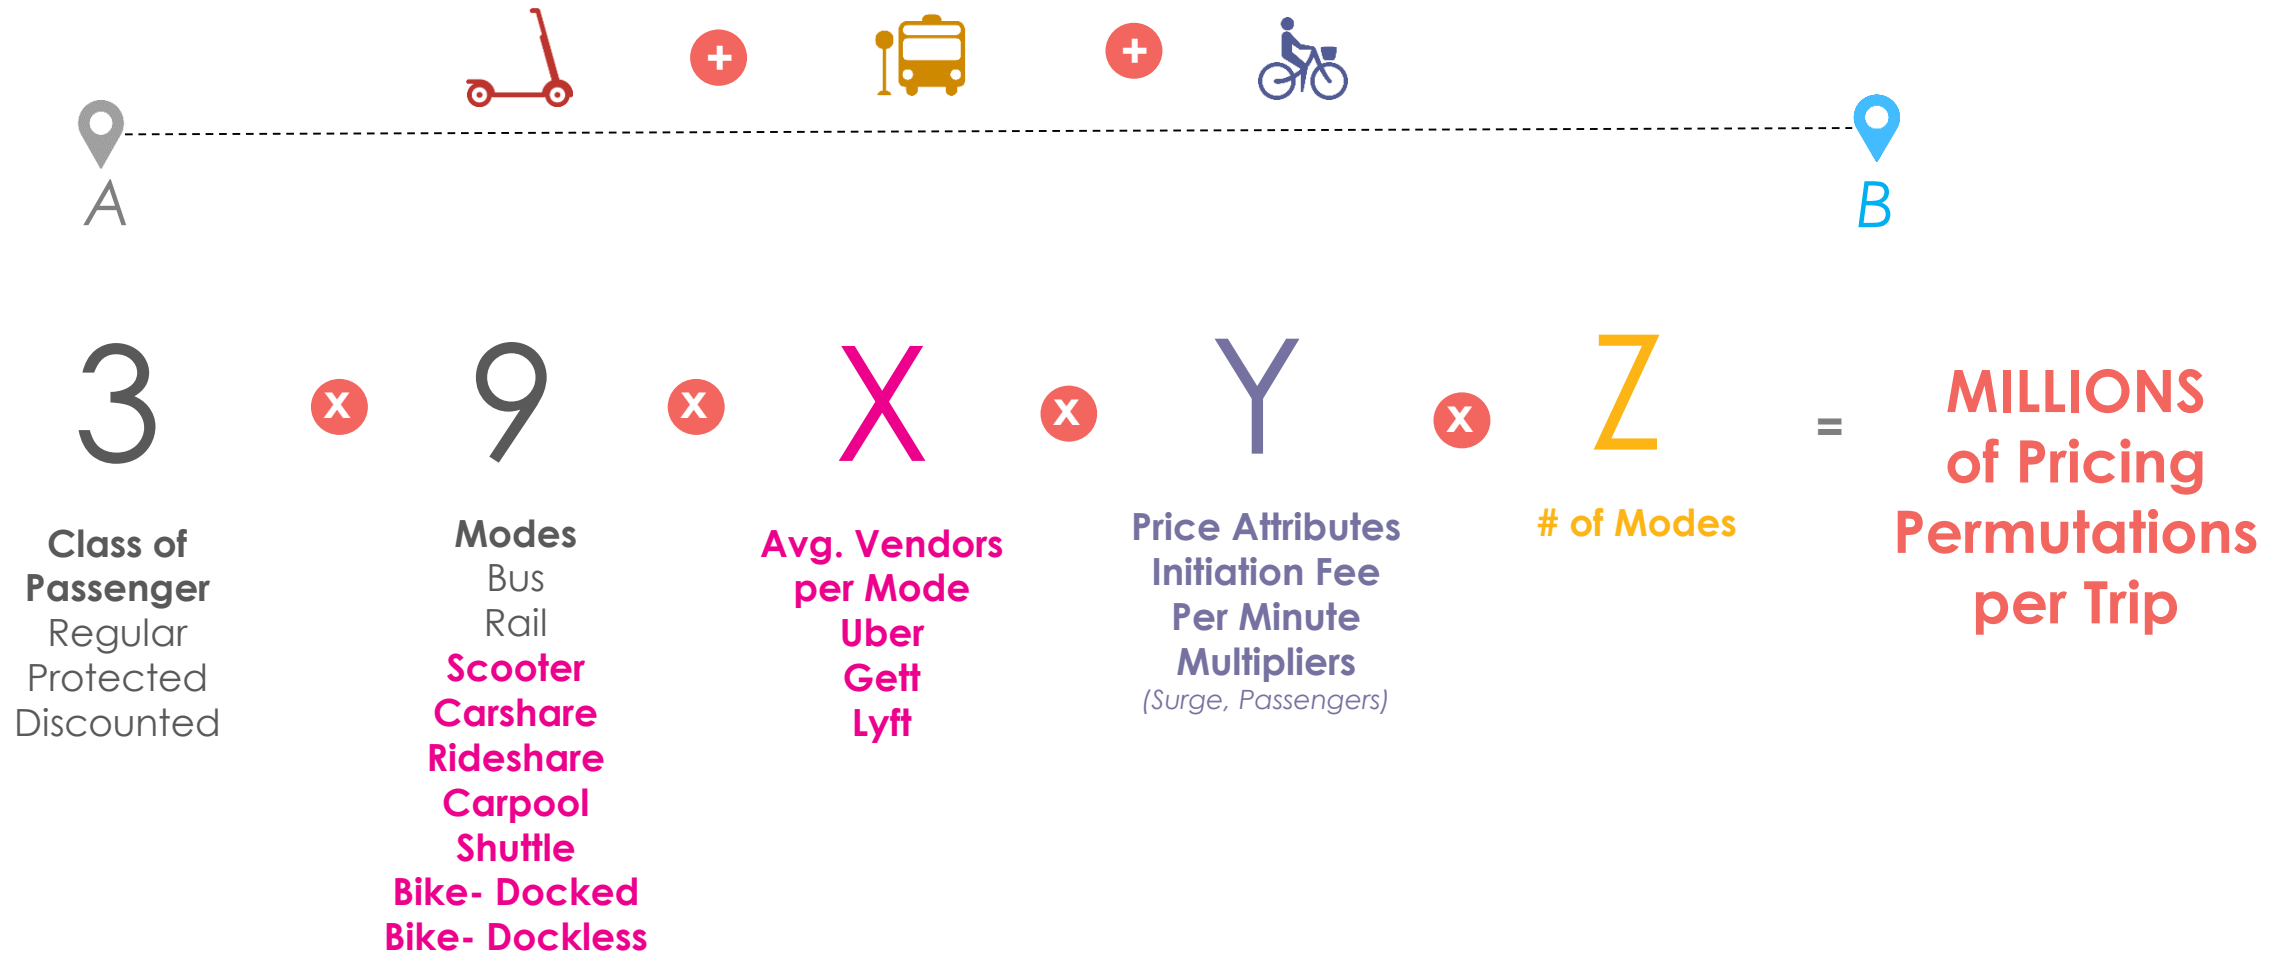 +
+
A
B
3
x
9
x
X
x
Y
x
Z
=
MILLIONS
of Pricing
Permutations
per Trip
Class of
Passenger
Regular
Protected
Discounted
Modes
Bus
Rail
Scooter
Carshare
Rideshare
Carpool
Shuttle
Bike- Docked
Bike- Dockless
Avg. Vendors
per Mode
Uber
Gett
Lyft
Price Attributes
Initiation Fee
Per Minute
Multipliers
(Surge, Passengers)
# of Modes